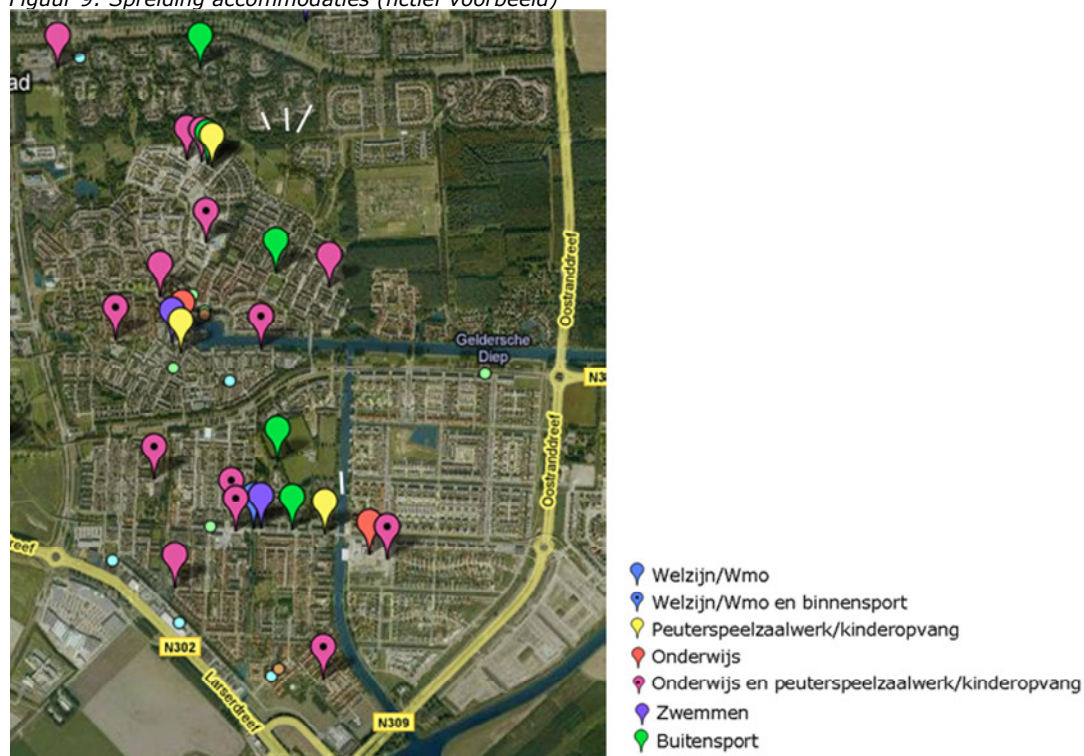 Figuur 9: Spreiding accommodaties (fictief voorbeeld)
ad
Oostranddreef
Geldersche
Diep
N3
Oostranddreef
reef
N302
Larserdreef
N309
Welzijn/Wmo
Welzijn/Wmo en binnensport
Peuterspeelzaalwerk/kinderopvang
Onderwijs
Onderwijs en peuterspeelzaalwerk/kinderopvang
Zwemmen
Buitensport